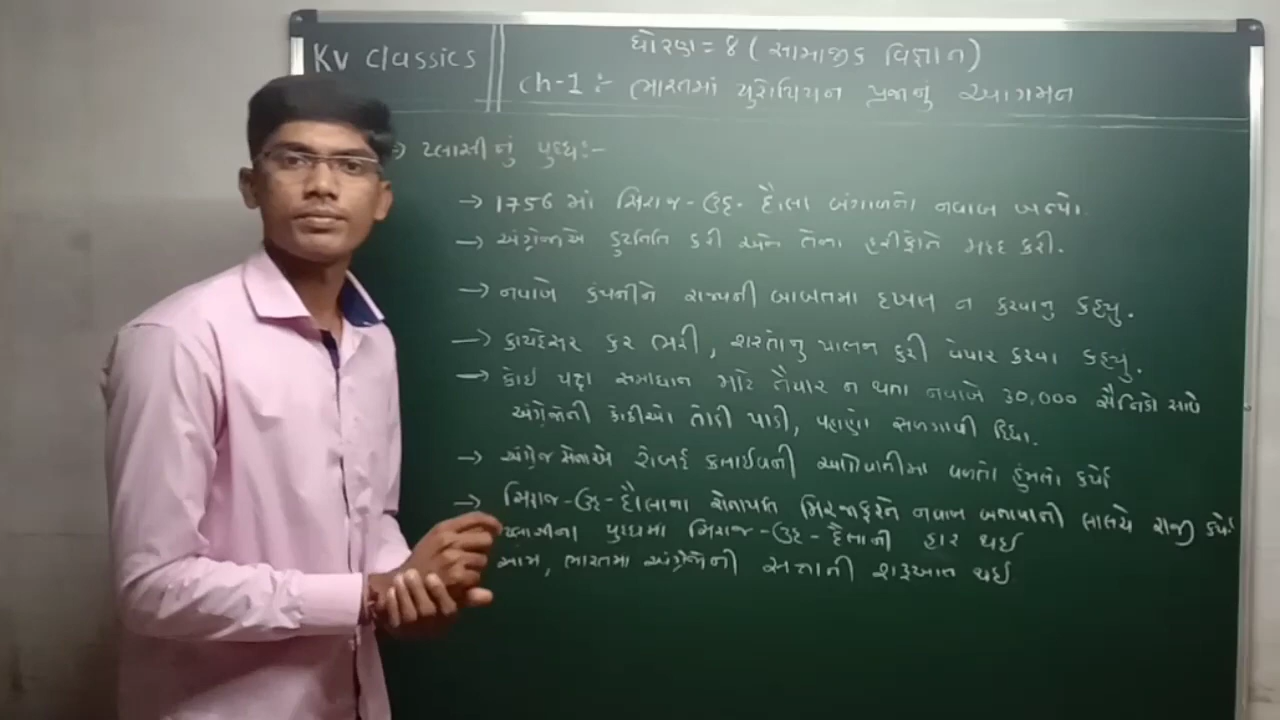 Kv classics
ધોરણ = 8 ( સામાજીક વિજ્ઞાન )
Ch-1 :- ભારતમાં યુરોપિયન પ્રજાનું આગમન
પ્લાસીનું યુધ્ધ :-
→ 1756 માં સિરાજ-ઉદ્-દૌલા બંગાળનો નવાબ બન્યો.
→ અંગ્રેજોએ કુટનિતિ કરી અને તેના હરીફોને મદદ કરી.
→ નવાબે કંપનીને રાજ્યની બાબતમા દખલ ન કરવાનુ કહ્યુ.
→ કાયદેસર કર ભરી, શરતોનુ પાલન કરી વેપાર કરવા કહ્યું.
→ કોઈ પણ સમાધાન માટે તૈયાર ન થતા નવાબે 30,000 સૈનિકો સાથે
અંગ્રેજોની કોઠીઓ તોડી પાડી, વહાણો સળગાવી દિધા.
→ અંગ્રેજ સેનાએ રોબર્ટ કલાઈવની આગેવાનીમા વળતો હુંમલો કર્યો
→ સિરાજ-ઉદ્-દૌલાના સેનાપતિ મિરજાફરને નવાબ બનાવવાની લાલચે રાજી કર્યો
પ્લાસીના યુધ્ધમા સિરાજ-ઉદ્-દૌલાની હાર થઈ
આમ, ભારતમા અંગ્રેજોની સત્તાની શરૂઆત થઈ